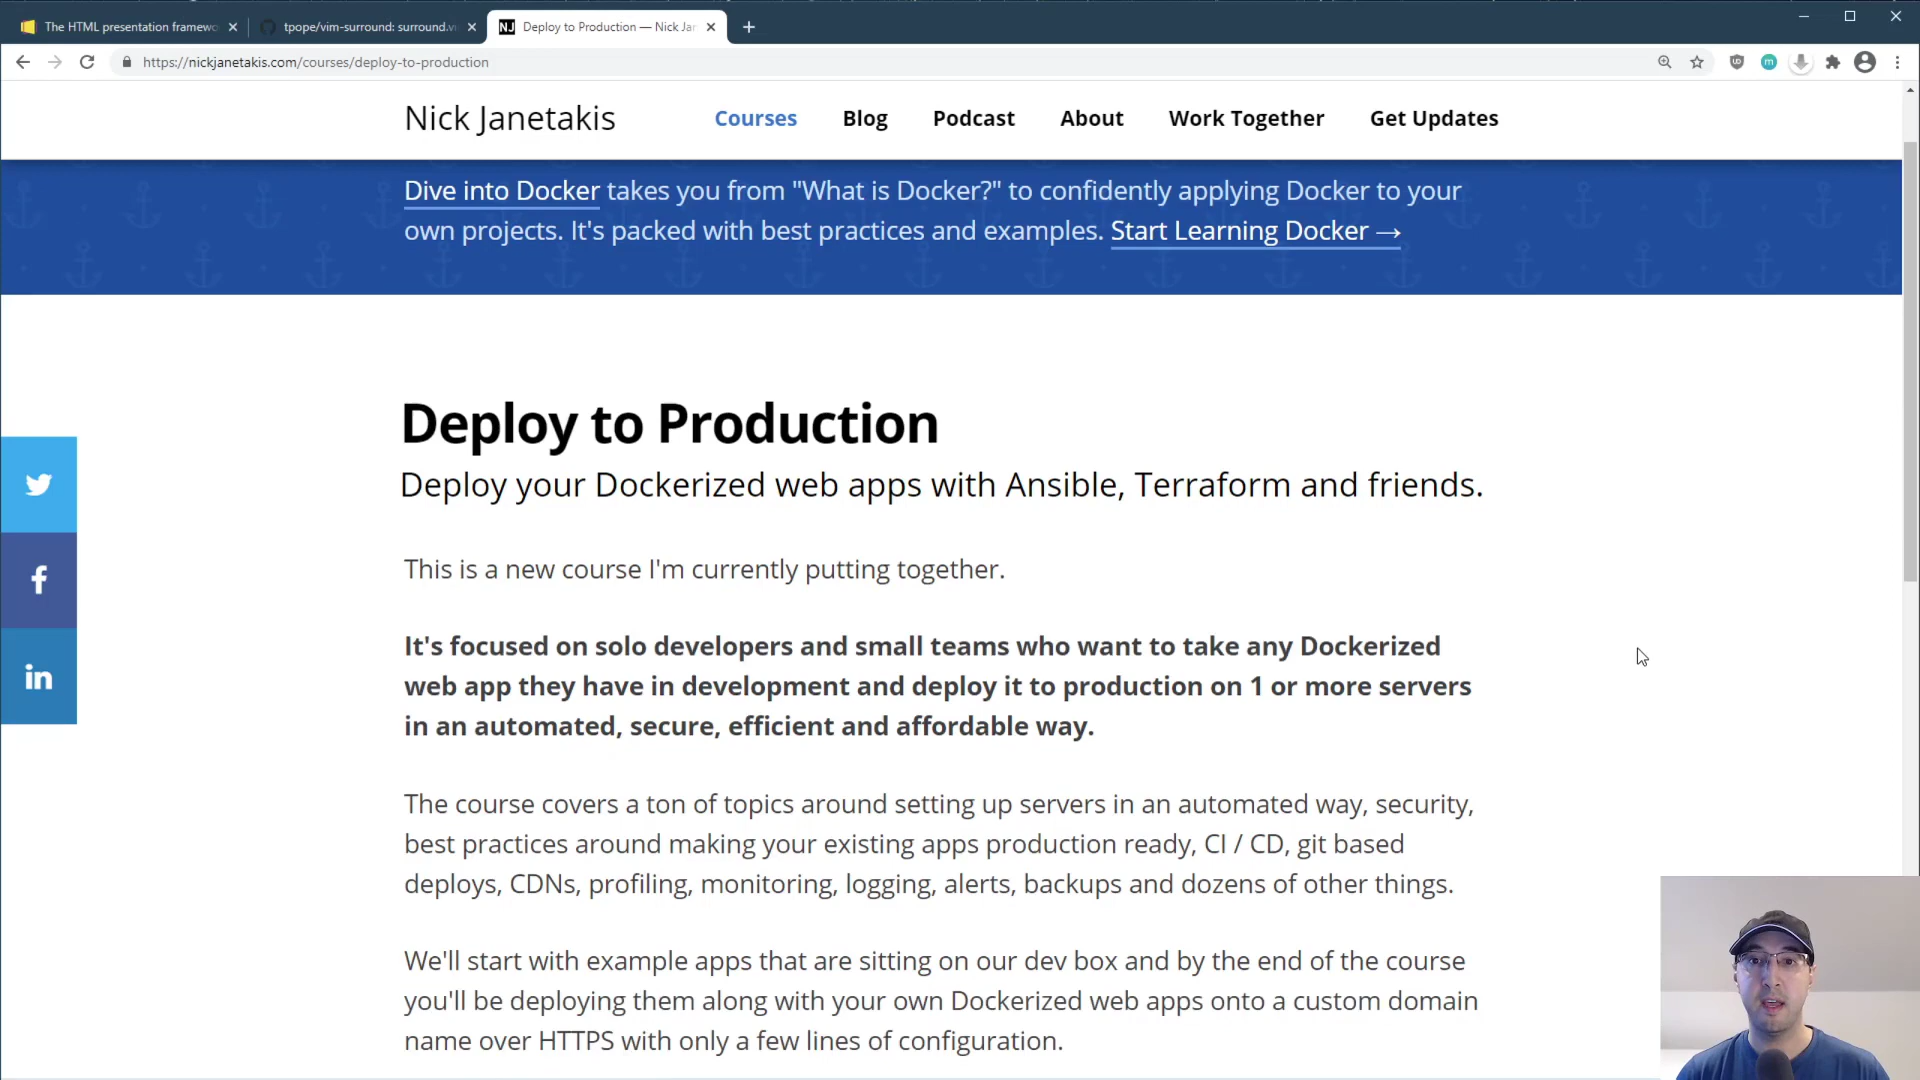 The HTML presentation framewo
tpope/vim-surround: surround.v
NJ
Deploy to Production — Nick Jar
https://nickjanetakis.com/courses/deploy-to-production
m
Nick Janetakis
Courses
Blog
Podcast
About
Work Together
Get Updates
Dive into Docker takes you from "What is Docker?" to confidently applying Docker to your
own projects. It's packed with best practices and examples. Start Learning Docker →
Deploy to Production
Deploy your Dockerized web apps with Ansible, Terraform and friends.
This is a new course I'm currently putting together.
It's focused on solo developers and small teams who want to take any Dockerized
web app they have in development and deploy it to production on 1 or more servers
in an automated, secure, efficient and affordable way.
The course covers a ton of topics around setting up servers in an automated way, security,
best practices around making your existing apps production ready, CI / CD, git based
deploys, CDNs, profiling, monitoring, logging, alerts, backups and dozens of other things.
We'll start with example apps that are sitting on our dev box and by the end of the course
you'll be deploying them along with your own Dockerized web apps onto a custom domain
name over HTTPS with only a few lines of configuration.
f
in